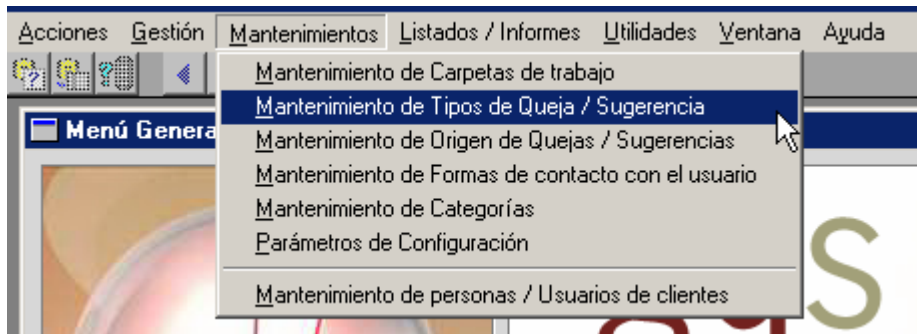 Acciones Gestión Mantenimientos Listados / Informes Utilidades Ventana Ayuda
Mantenimiento de Carpetas de trabajo
Mantenimiento de Tipos de Queja / Sugerencia
Menú Genera
Mantenimiento de Origen de Quejas / Sugerencias
Mantenimiento de Formas de contacto con el usuario
Mantenimiento de Categorías
Parámetros de Configuración
Mantenimiento de personas / Usuarios de clientes